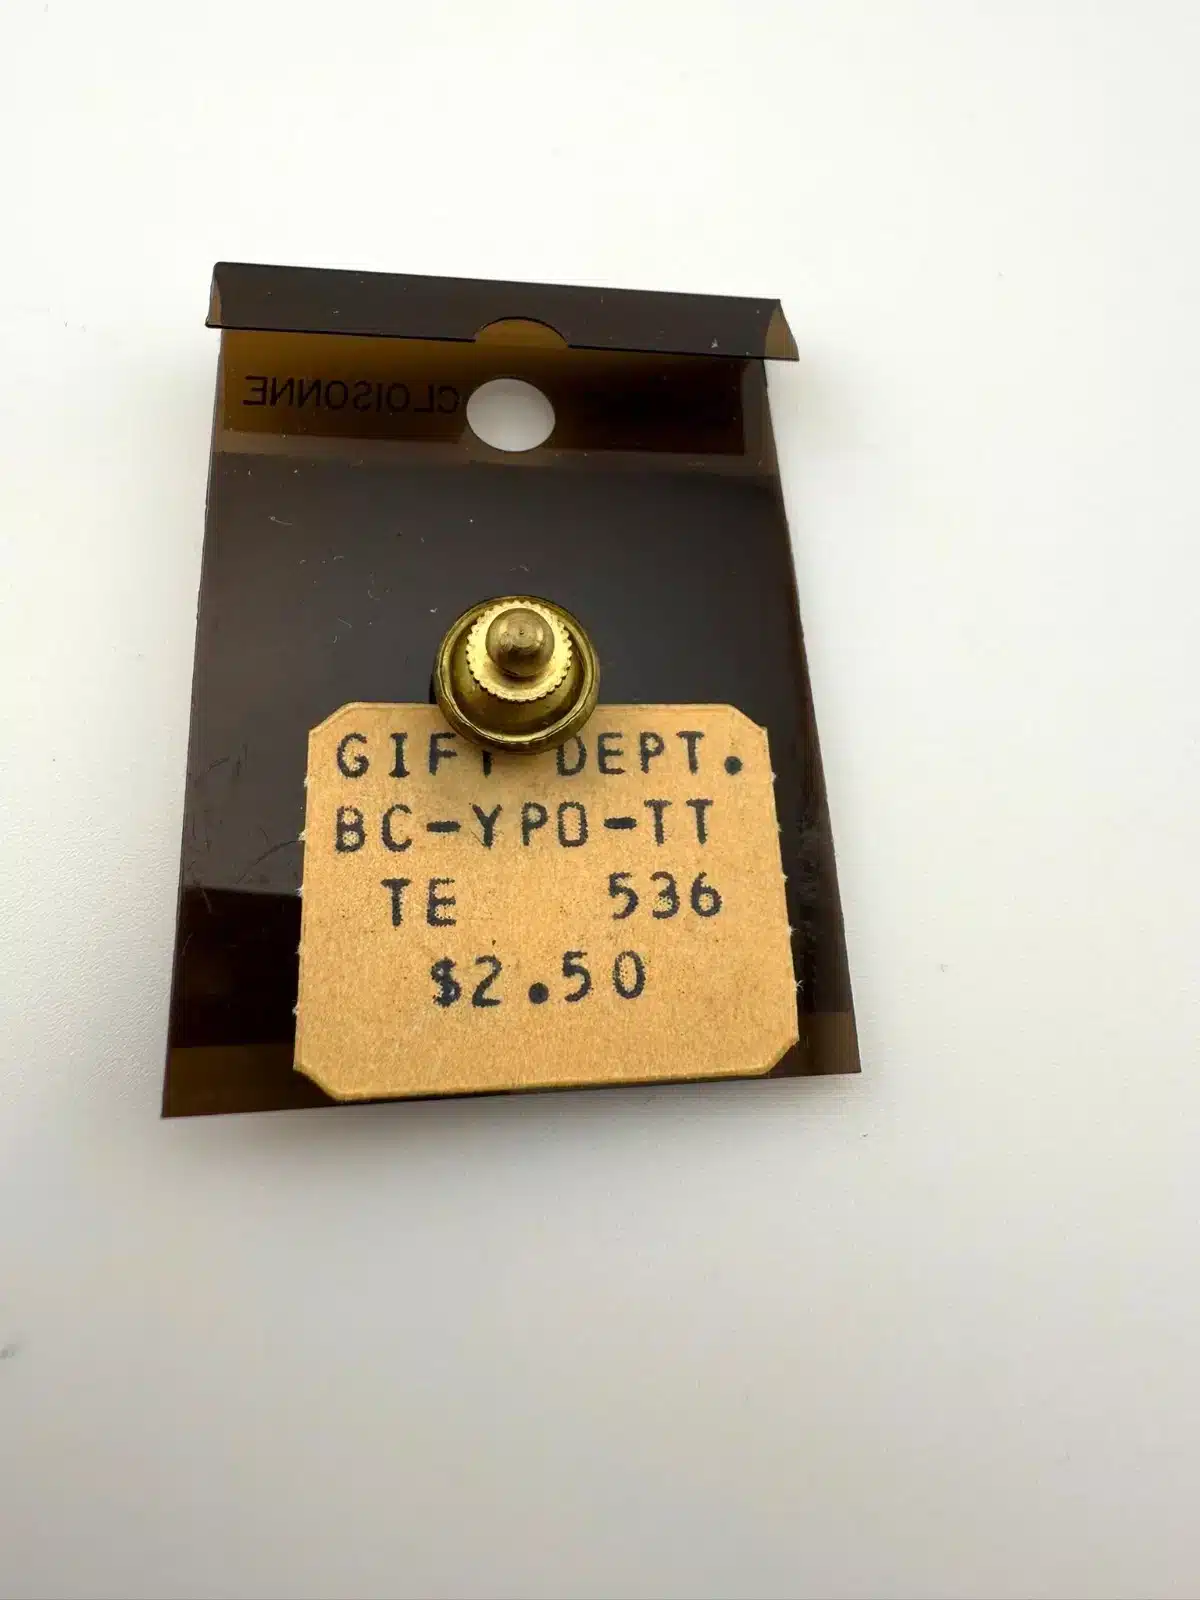 CLOISONNE
GIFT DEPT.
BC-YPO-TT
TE 536
$2.50